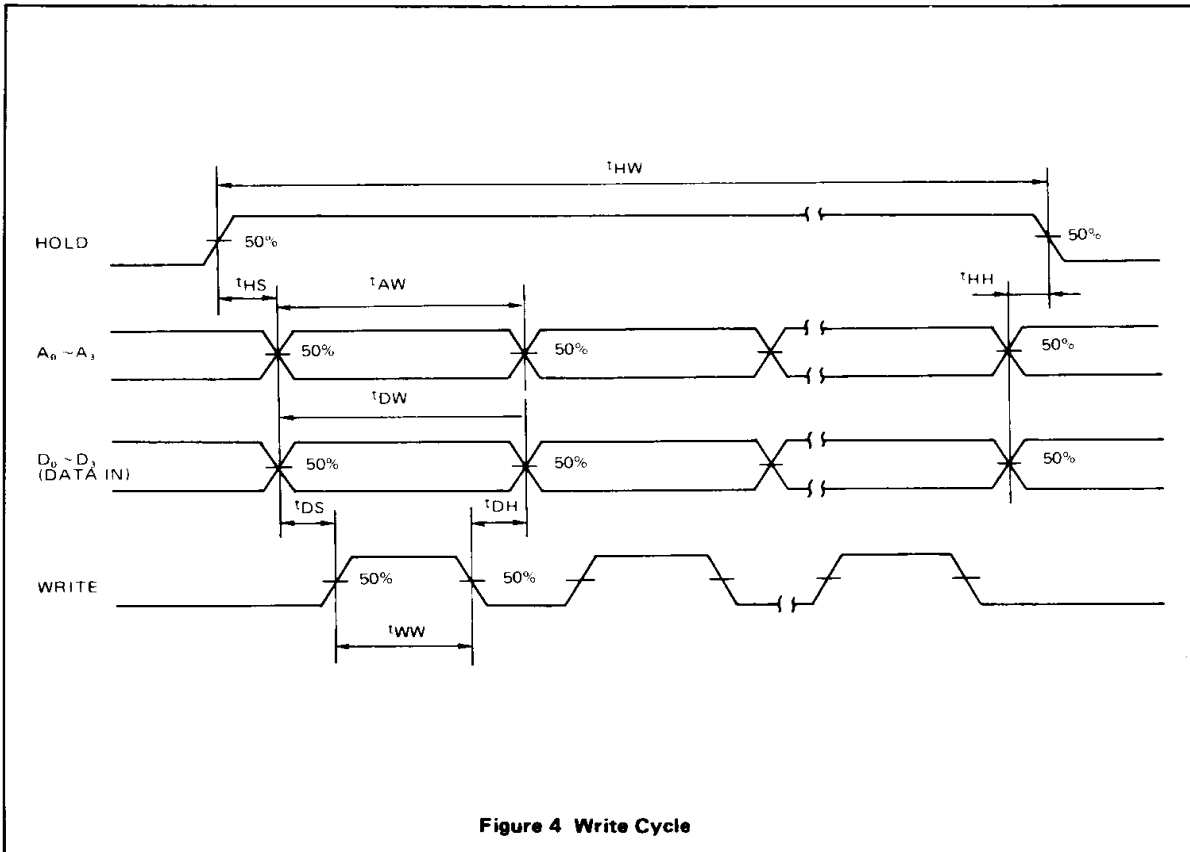 tHW
HOLD 50% 50%
tHS tAW tHH
A₀ ~ A₃ 50% 50% 50%
tDW
D₀ ~ D₃ 50% 50% 50%
(DATA IN)
tDS tDH
WRITE 50% 50%
tWW
Figure 4 Write Cycle